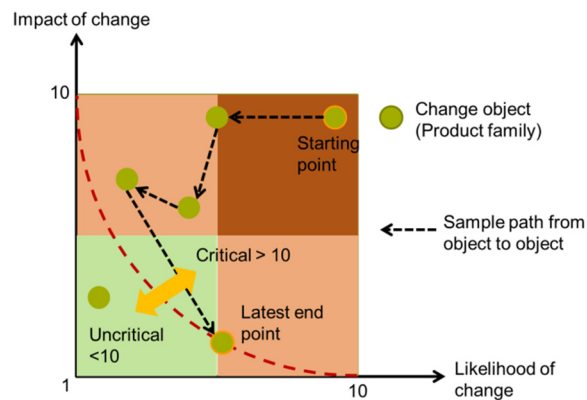 Impact of change
10
Change object
(Product family)
Starting
point
Sample path from
object to object
Critical > 10
Latest end
point
Uncritical
<10
1
10
Likelihood of
change